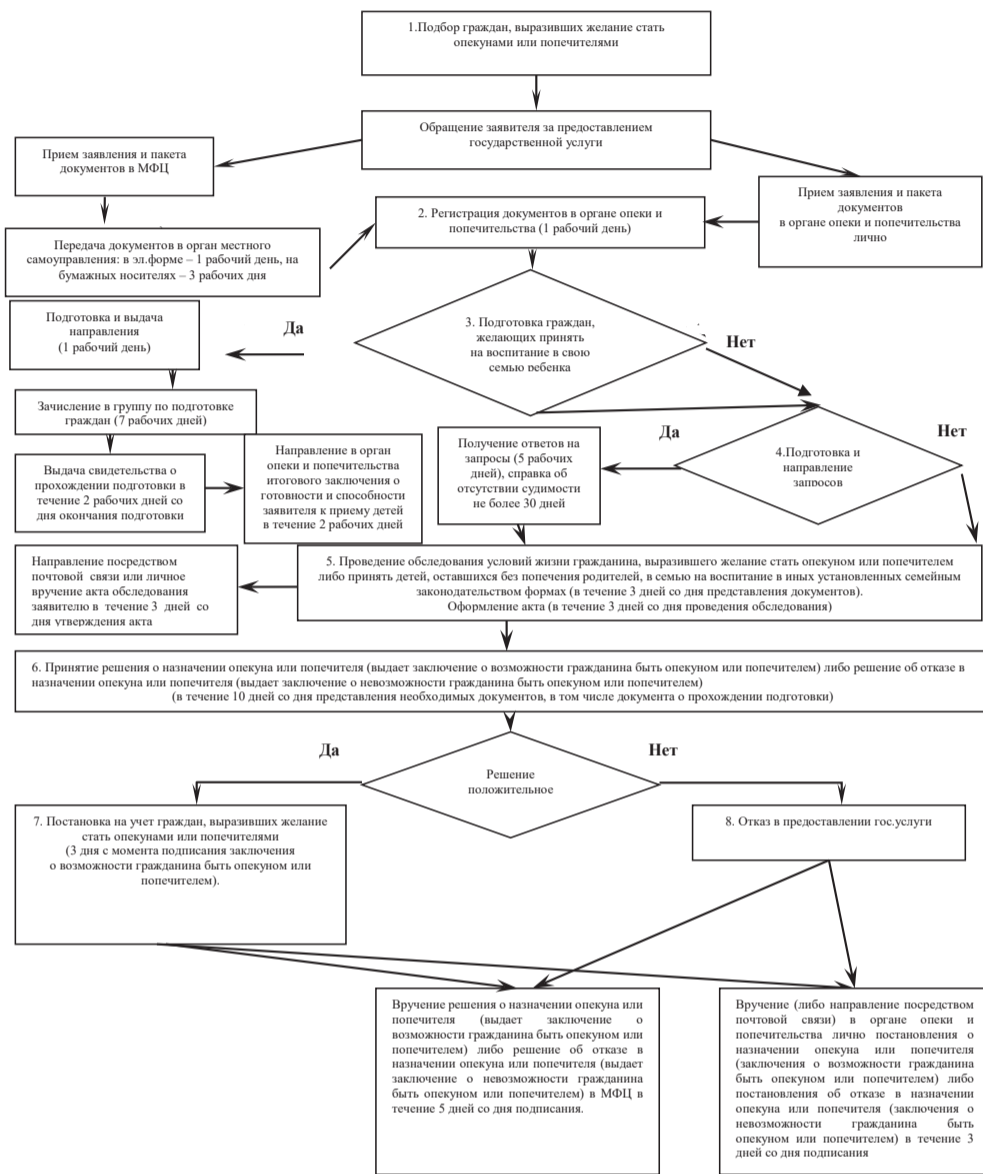 1.Подбор граждан, выразивших желание стать
опекунами или попечителями
Обращение заявителя за предоставлением
государственной услуги
Прием заявления и пакета
документов в МФЦ
Прием заявления и пакета
документов
в органе опеки и попечительства
лично
2. Регистрация документов в органе опеки и
попечительства (1 рабочий день)
Передача документов в орган местного
самоуправления: в эл.форме – 1 рабочий день, на
бумажных носителях – 3 рабочих дня
Подготовка и выдача
направления
(1 рабочий день)
Да
3. Подготовка граждан,
желающих принять
на воспитание в свою
семью ребенка
Нет
Зачисление в группу по подготовке
граждан (7 рабочих дней)
Выдача свидетельства о
прохождении подготовки в
течение 2 рабочих дней со
дня окончания подготовки
Направление в орган
опеки и попечительства
итогового заключения о
готовности и способности
заявителя к приему детей
в течение 2 рабочих дней
Получение ответов на
запросы (5 рабочих
дней), справка об
отсутствии судимости
не более 30 дней
Да
4.Подготовка и
направление
запросов
Нет
Направление посредством
почтовой связи или личное
вручение акта обследования
заявителю в течение 3 дней со
дня утверждения акта
5. Проведение обследования условий жизни гражданина, выразившего желание стать опекуном или попечителем
либо принять детей, оставшихся без попечения родителей, в семью на воспитание в иных установленных семейным
законодательством формах (в течение 3 дней со дня представления документов).
Оформление акта (в течение 3 дней со дня проведения обследования)
6. Принятие решения о назначении опекуна или попечителя (выдает заключение о возможности гражданина быть опекуном или попечителем) либо решение об отказе в
назначении опекуна или попечителя (выдает заключение о невозможности гражданина быть опекуном или попечителем)
(в течение 10 дней со дня представления необходимых документов, в том числе документа о прохождении подготовки)
Да
Решение
положительное
Нет
7. Постановка на учет граждан, выразивших желание
стать опекунами или попечителями
(3 дня с момента подписания заключения
о возможности гражданина быть опекуном или
попечителем).
8. Отказ в предоставлении гос.услуги
Вручение решения о назначении опекуна или
попечителя (выдает заключение о
возможности гражданина быть опекуном или
попечителем) либо решение об отказе в
назначении опекуна или попечителя (выдает
заключение о невозможности гражданина
быть опекуном или попечителем) в МФЦ в
течение 5 дней со дня подписания.
Вручение (либо направление посредством
почтовой связи) в органе опеки и
попечительства лично постановления о
назначении опекуна или попечителя
(заключения о возможности гражданина
быть опекуном или попечителем) либо
постановления об отказе в назначении
опекуна или попечителя (заключения о
невозможности гражданина быть
опекуном или попечителем) в течение 3
дней со дня подписания